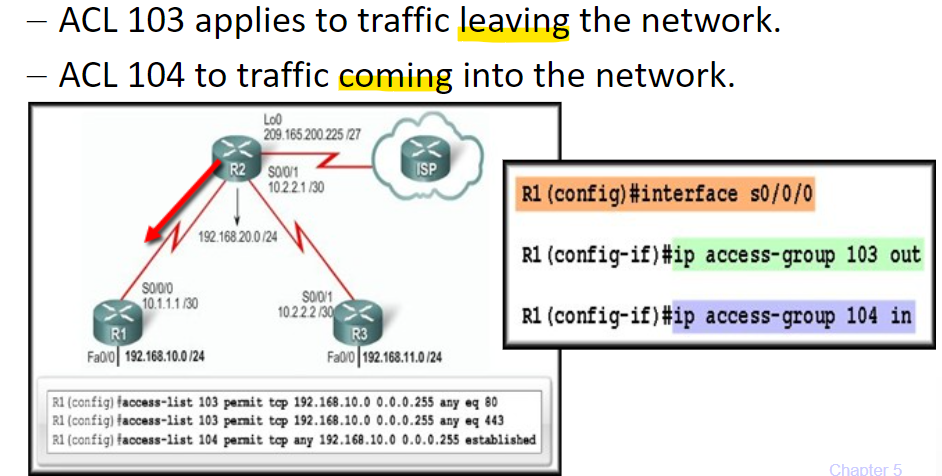 – ACL 103 applies to traffic leaving the network.
– ACL 104 to traffic coming into the network.
Lo0
209.165.200.225 /27
R2
S0/0/1
10.2.2.1 /30
ISP
192.168.20.0 /24
S0/0/0
10.1.1.1 /30
R1
Fa0/0
192.168.10.0 /24
S0/0/1
10.2.2.2 /30
R3
Fa0/0
192.168.11.0 /24
R1(config)#access-list 103 permit tcp 192.168.10.0 0.0.0.255 any eq 80
R1(config)#access-list 103 permit tcp 192.168.10.0 0.0.0.255 any eq 443
R1(config)#access-list 104 permit tcp any 192.168.10.0 0.0.0.255 established
R1(config)#interface s0/0/0
R1(config-if)#ip access-group 103 out
R1(config-if)#ip access-group 104 in
Chapter 5